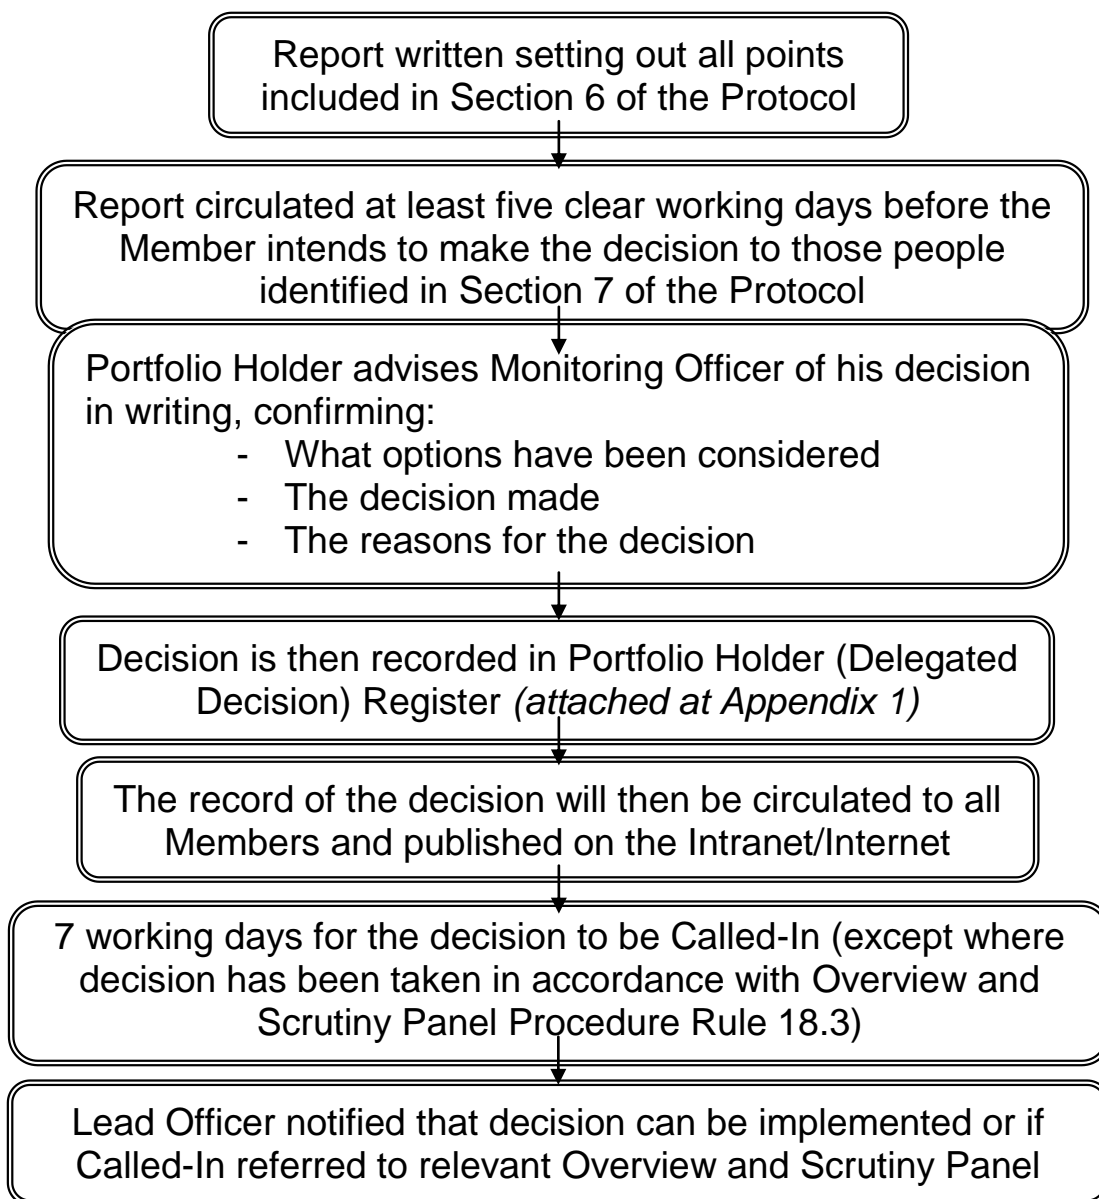 Report written setting out all points
included in Section 6 of the Protocol
Report circulated at least five clear working days before the
Member intends to make the decision to those people
identified in Section 7 of the Protocol
Portfolio Holder advises Monitoring Officer of his decision
in writing, confirming:
- What options have been considered
- The decision made
- The reasons for the decision
Decision is then recorded in Portfolio Holder (Delegated
Decision) Register (attached at Appendix 1)
The record of the decision will then be circulated to all
Members and published on the Intranet/Internet
7 working days for the decision to be Called-In (except where
decision has been taken in accordance with Overview and
Scrutiny Panel Procedure Rule 18.3)
Lead Officer notified that decision can be implemented or if
Called-In referred to relevant Overview and Scrutiny Panel